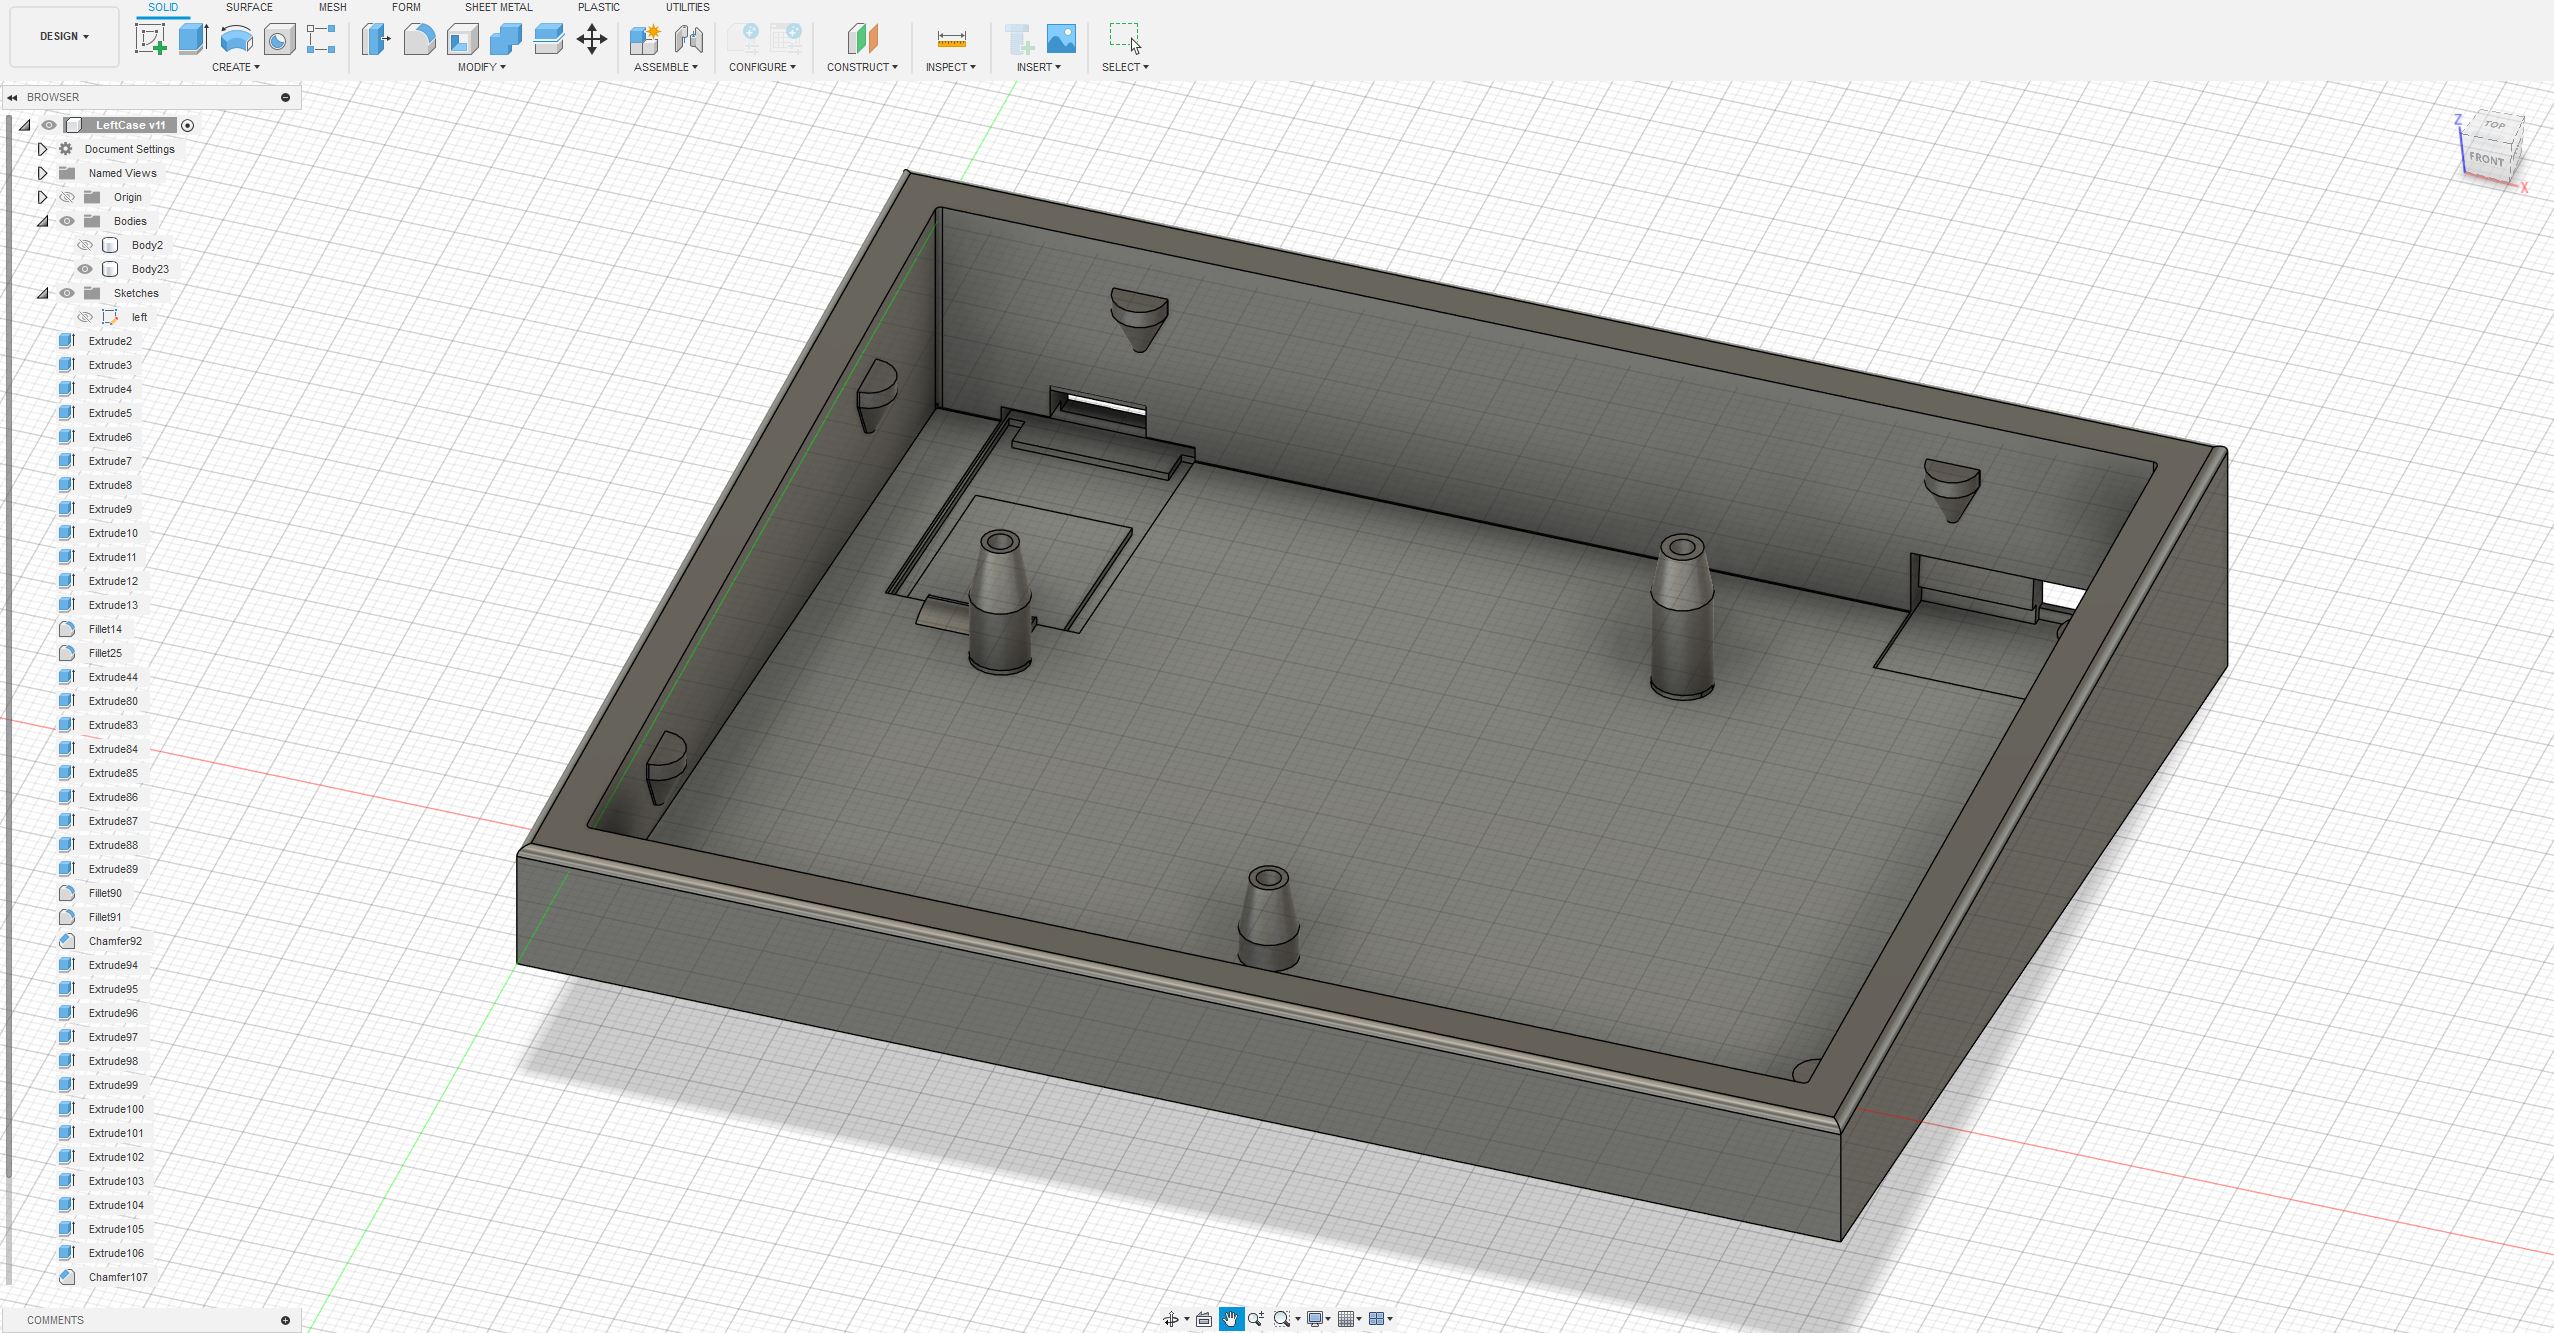 SOLID SURFACE MESH FORM SHEET METAL PLASTIC UTILITIES
DESIGN
CREATE MODIFY ASSEMBLE CONFIGURE CONSTRUCT INSPECT INSERT SELECT
BROWSER
LeftCase v11
Document Settings
Named Views
Origin
Bodies
Body2
Body23
Sketches
left
Extrude2
Extrude3
Extrude4
Extrude5
Extrude6
Extrude7
Extrude8
Extrude9
Extrude10
Extrude11
Extrude12
Extrude13
Fillet14
Fillet25
Extrude44
Extrude80
Extrude83
Extrude84
Extrude85
Extrude86
Extrude87
Extrude88
Extrude89
Fillet90
Fillet91
Chamfer92
Extrude94
Extrude95
Extrude96
Extrude97
Extrude98
Extrude99
Extrude100
Extrude101
Extrude102
Extrude103
Extrude104
Extrude105
Extrude106
Chamfer107
COMMENTS
Z
TOP
FRONT
X